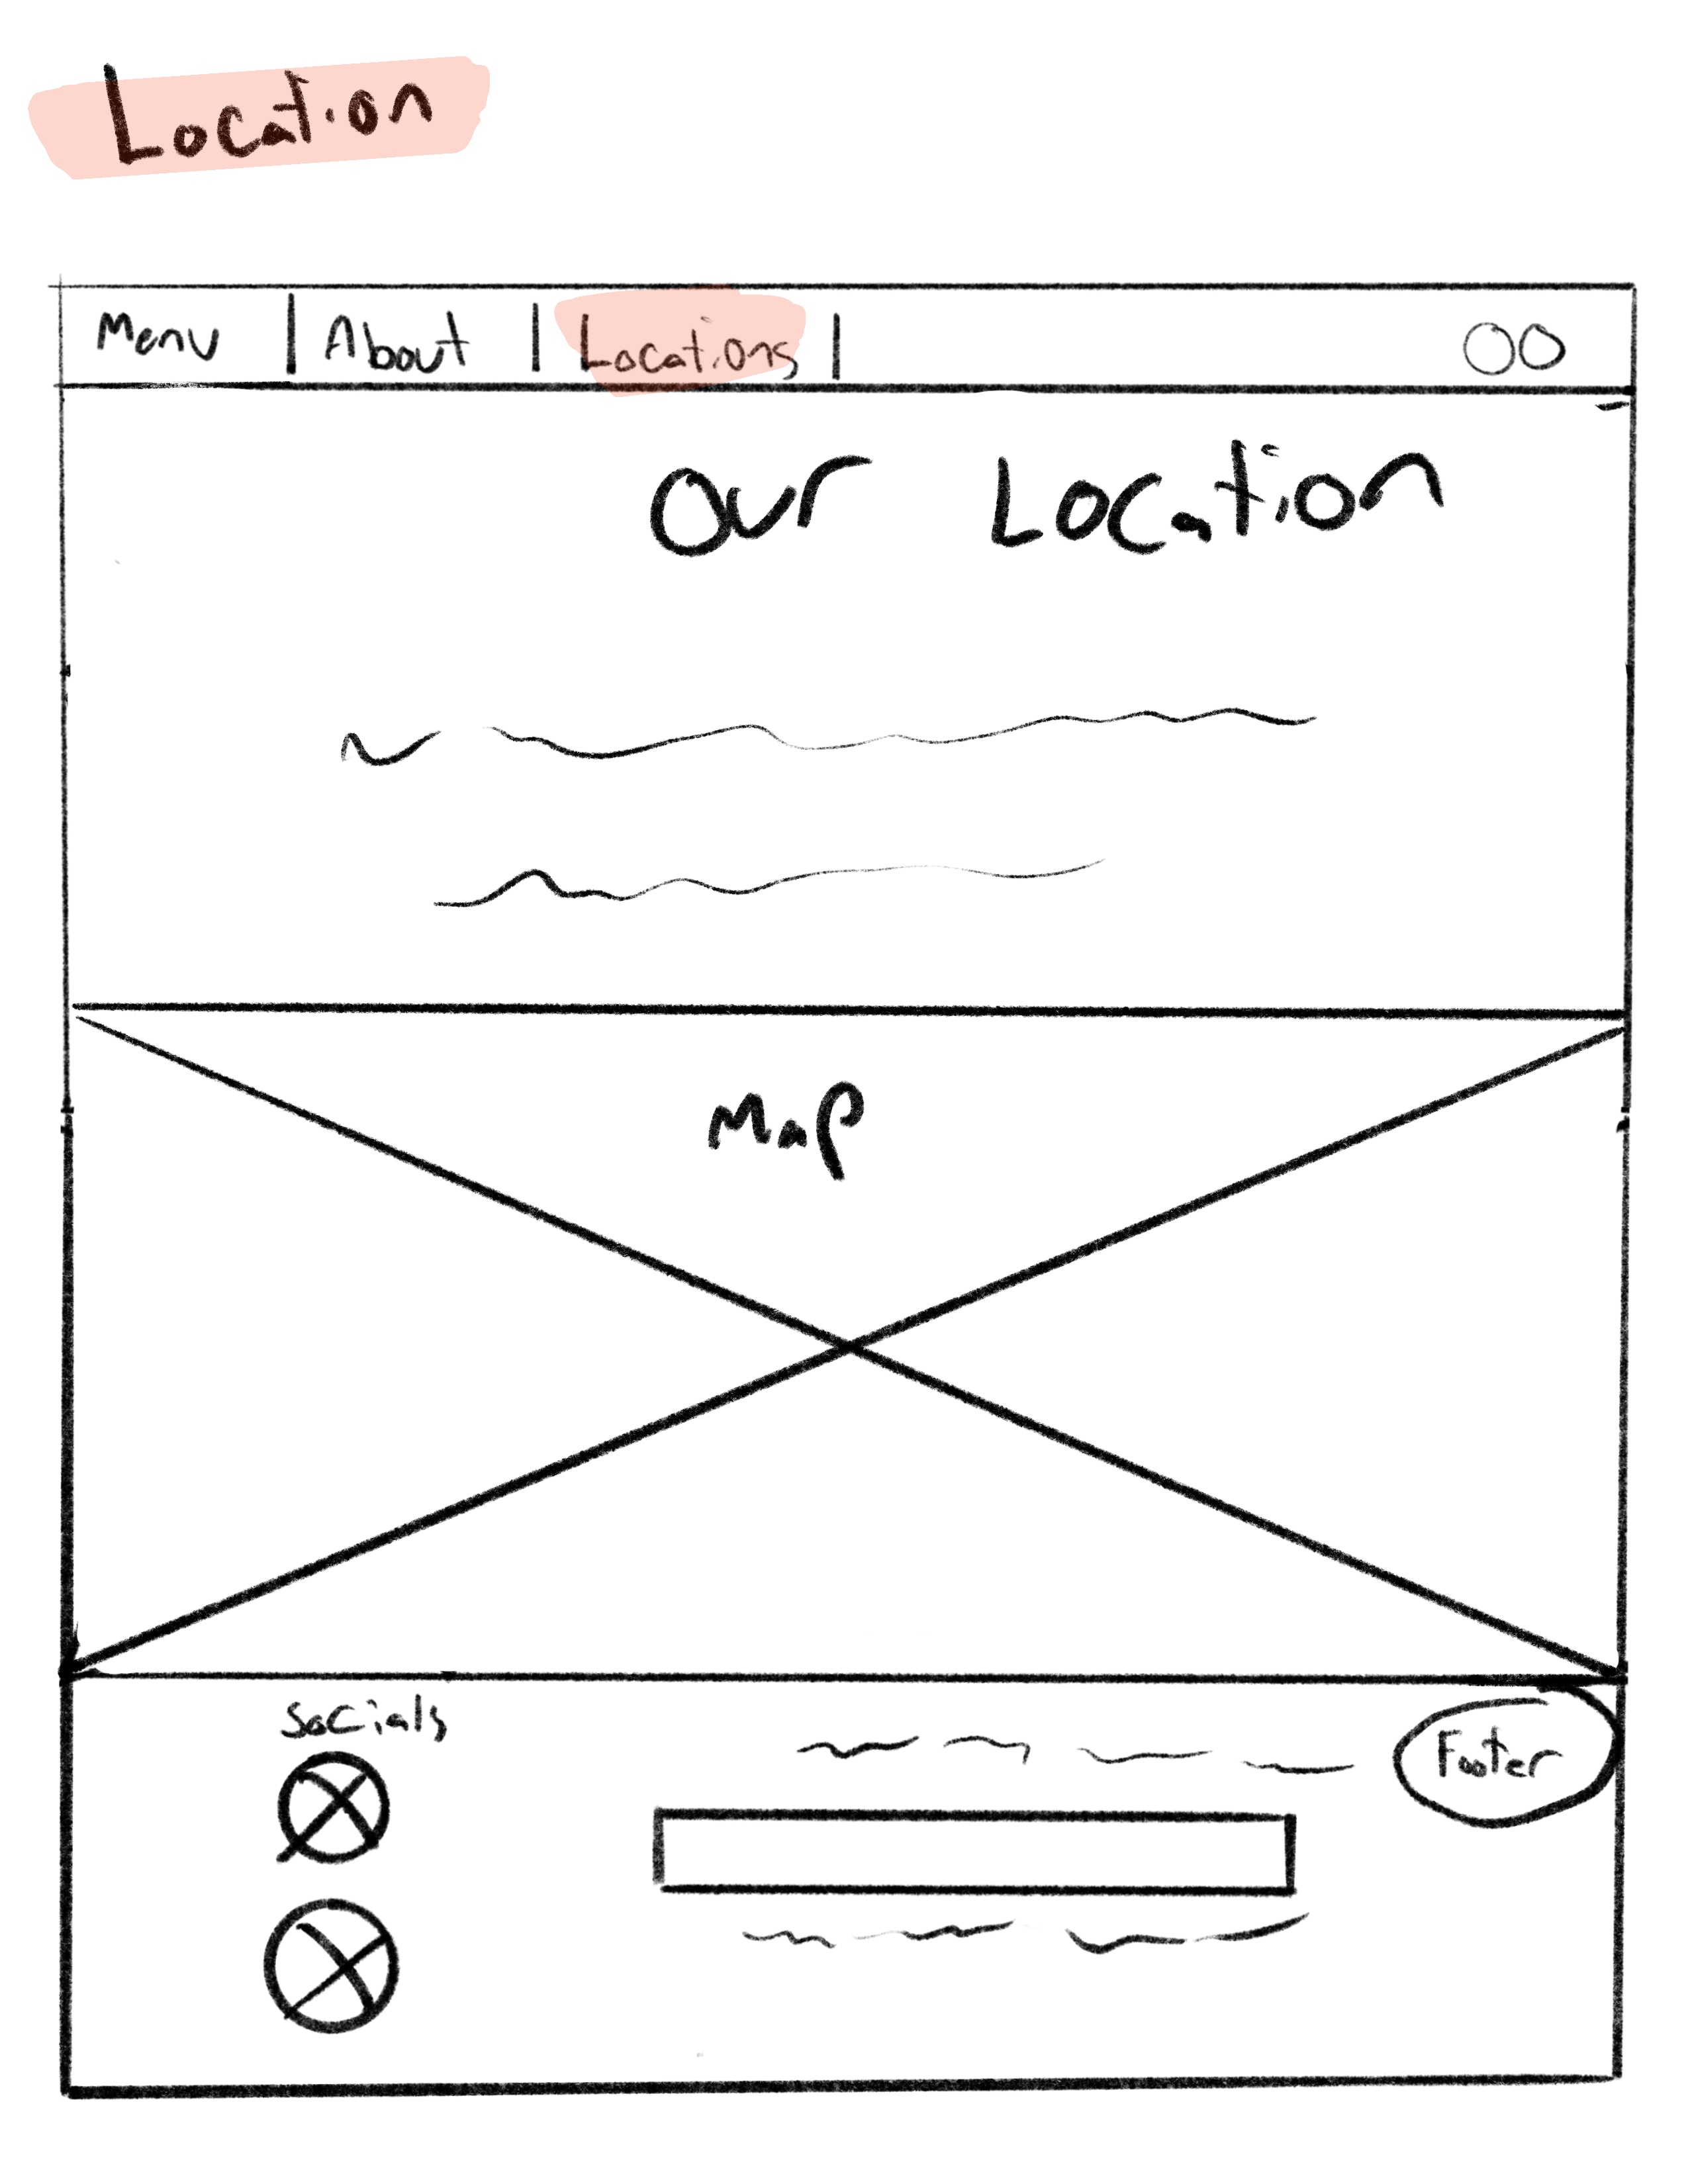 Location
Menu | About | Locations |
Our Location
Map
Socials
Footer